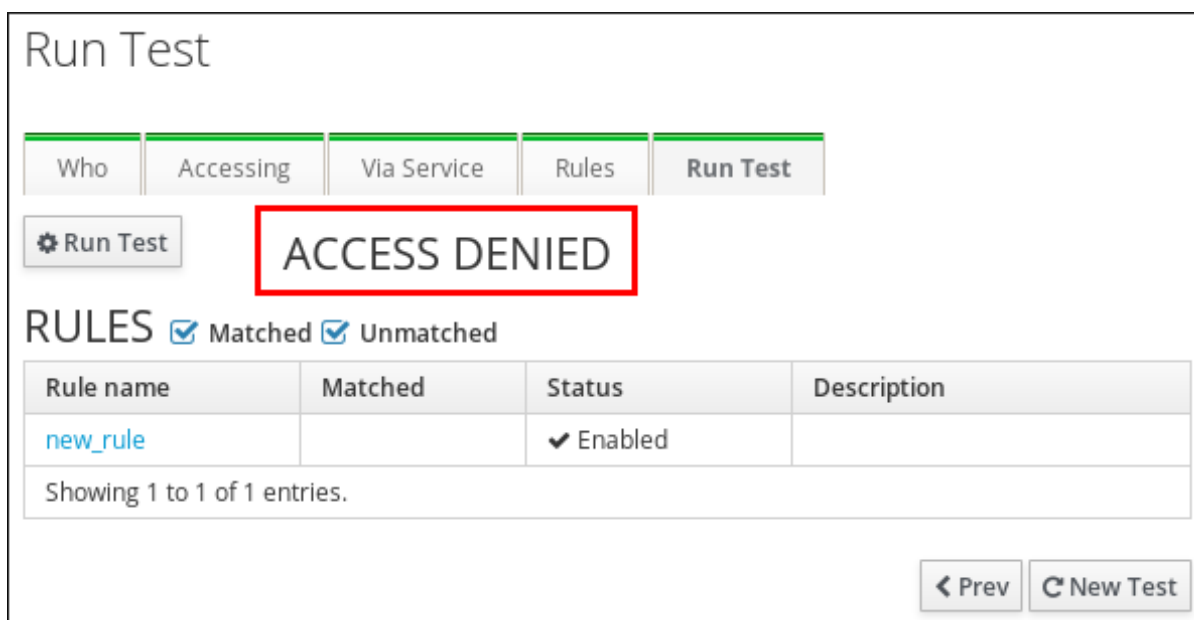 Run Test
Who Accessing Via Service Rules Run Test
Run Test ACCESS DENIED
RULES Matched Unmatched
Rule name Matched Status Description
new_rule Enabled
Showing 1 to 1 of 1 entries.
Prev New Test